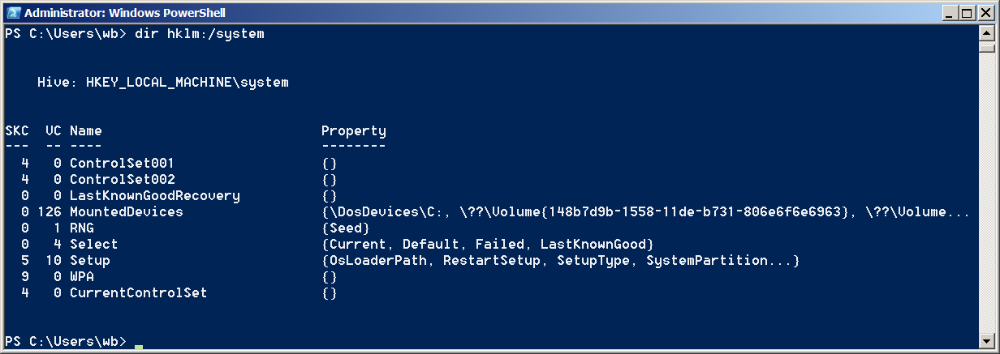 Administrator: Windows PowerShell
PS C:\Users\wb> dir hklm:/system
Hive: HKEY_LOCAL_MACHINE\system
SKC  VC Name                           Property
---  -- ----                           --------
  4   0 ControlSet001                  {}
  4   0 ControlSet002                  {}
  0   0 LastKnownGoodRecovery          {}
  0 126 MountedDevices                 {\DosDevices\C:, \??\Volume{148b7d9b-1558-11de-b731-806e6f6e6963}, \??\Volume...
  0   1 RNG                            {Seed}
  0   4 Select                         {Current, Default, Failed, LastKnownGood}
  5  10 Setup                          {OsLoaderPath, RestartSetup, SetupType, SystemPartition...}
  9   0 WPA                            {}
  4   0 CurrentControlSet              {}
PS C:\Users\wb>